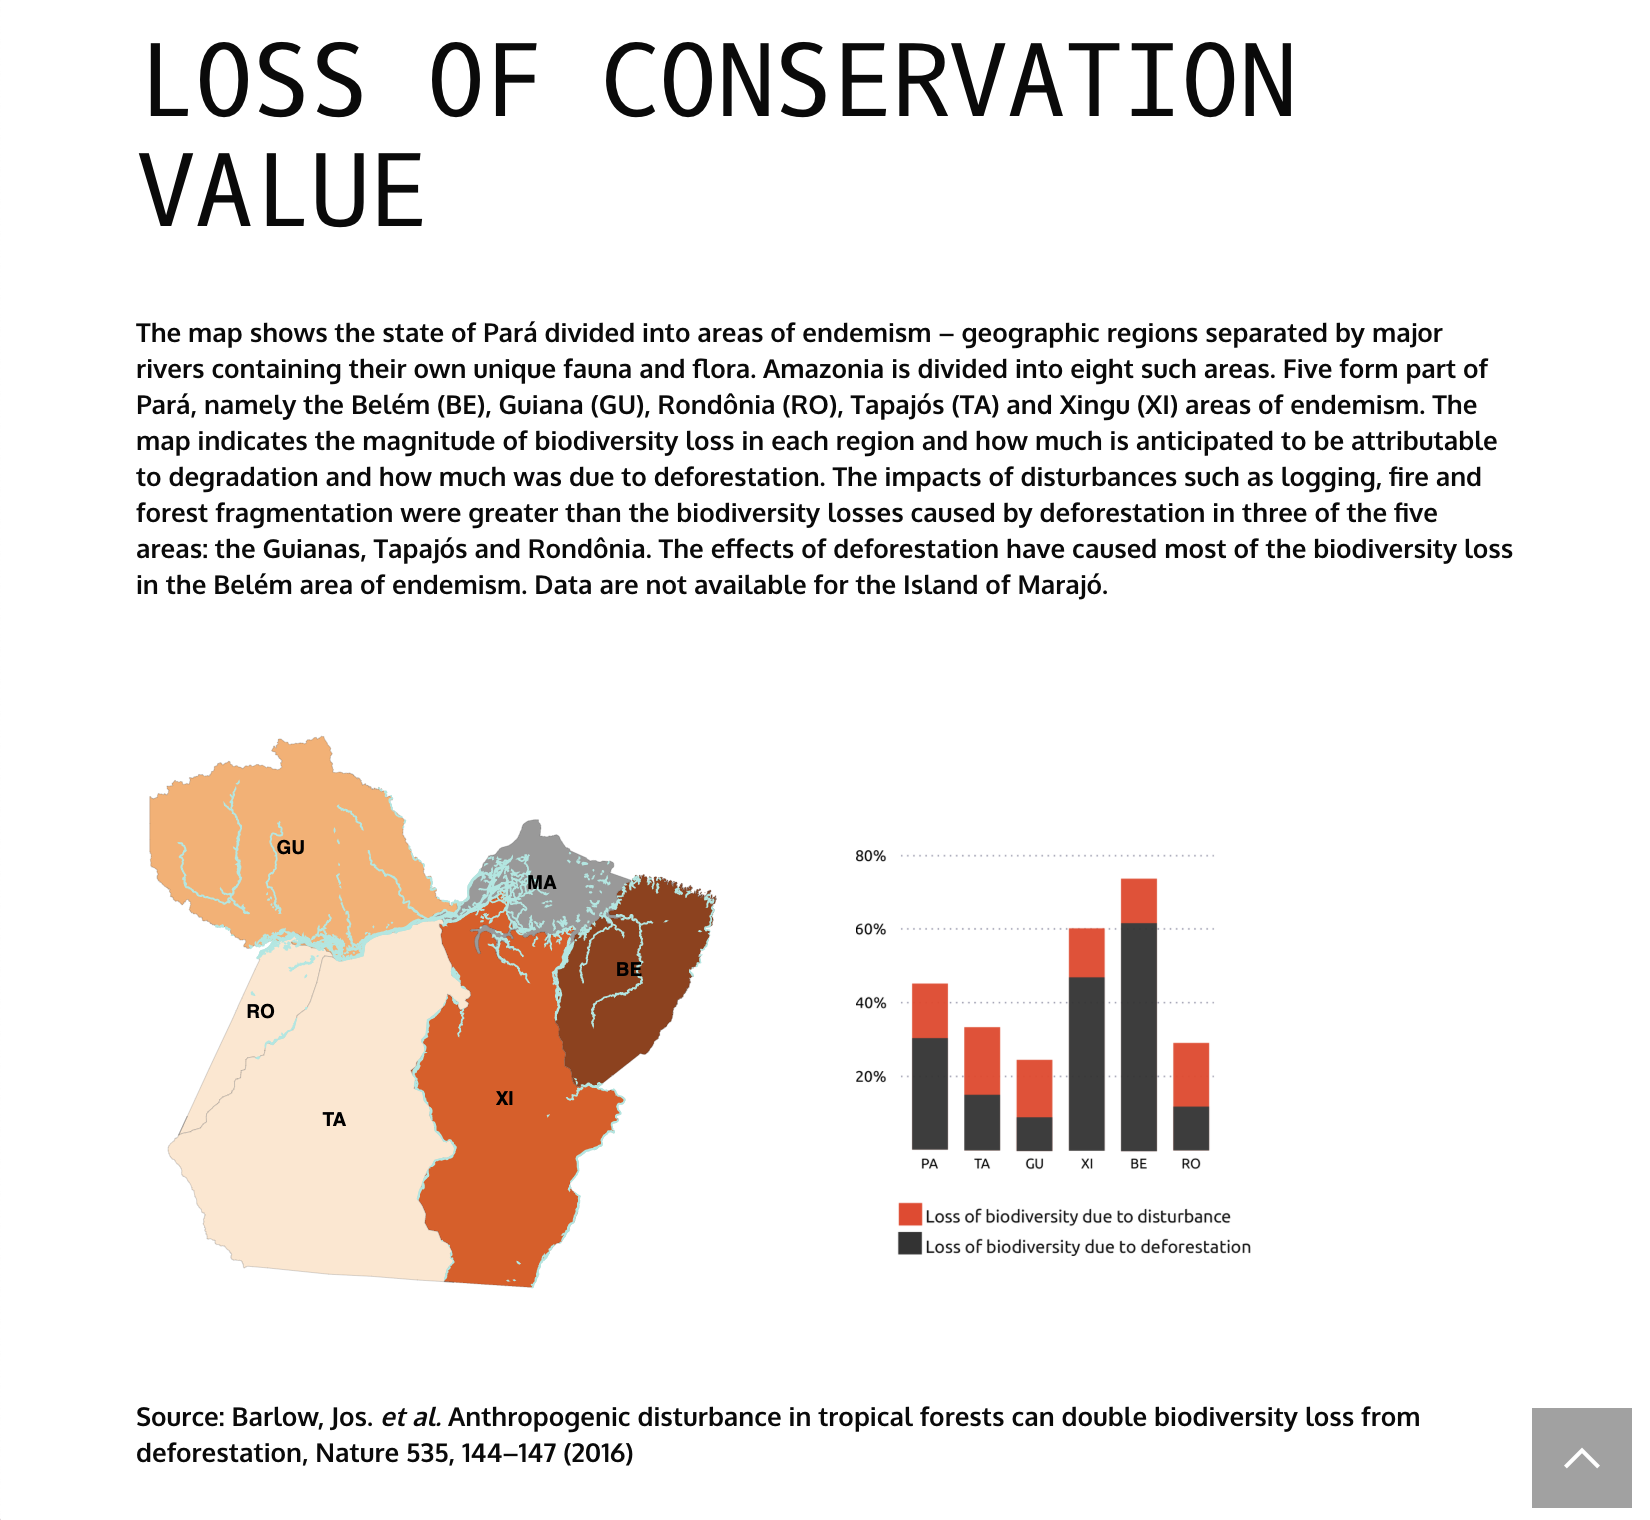 LOSS OF CONSERVATION
VALUE
The map shows the state of Pará divided into areas of endemism – geographic regions separated by major
rivers containing their own unique fauna and flora. Amazonia is divided into eight such areas. Five form part of
Pará, namely the Belém (BE), Guiana (GU), Rondônia (RO), Tapajós (TA) and Xingu (XI) areas of endemism. The
map indicates the magnitude of biodiversity loss in each region and how much is anticipated to be attributable
to degradation and how much was due to deforestation. The impacts of disturbances such as logging, fire and
forest fragmentation were greater than the biodiversity losses caused by deforestation in three of the five
areas: the Guianas, Tapajós and Rondônia. The effects of deforestation have caused most of the biodiversity loss
in the Belém area of endemism. Data are not available for the Island of Marajó.
GU
MA
BE
RO
XI
TA
80%
60%
40%
20%
PA TA GU XI BE RO
Loss of biodiversity due to disturbance
Loss of biodiversity due to deforestation
Source: Barlow, Jos. et al. Anthropogenic disturbance in tropical forests can double biodiversity loss from
deforestation, Nature 535, 144–147 (2016)